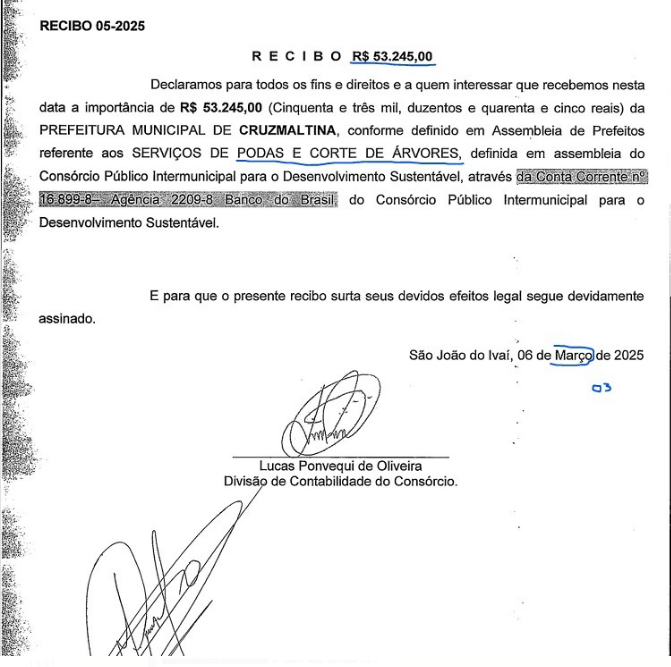 RECIBO 05-2025
R E C I B O R$ 53.245,00
Declaramos para todos os fins e direitos e a quem interessar que recebemos nesta
data a importância de R$ 53.245,00 (Cinquenta e três mil, duzentos e quarenta e cinco reais) da
PREFEITURA MUNICIPAL DE CRUZMALTINA, conforme definido em Assembleia de Prefeitos
referente aos SERVIÇOS DE PODAS E CORTE DE ÁRVORES, definida em assembleia do
Consórcio Público Intermunicipal para o Desenvolvimento Sustentável, através da Conta Corrente nº
16.899-8– Agência 2209-8 Banco do Brasil do Consórcio Público Intermunicipal para o
Desenvolvimento Sustentável.
E para que o presente recibo surta seus devidos efeitos legal segue devidamente
assinado.
São João do Ivaí, 06 de Março de 2025
03
Lucas Ponvequi de Oliveira
Divisão de Contabilidade do Consórcio.